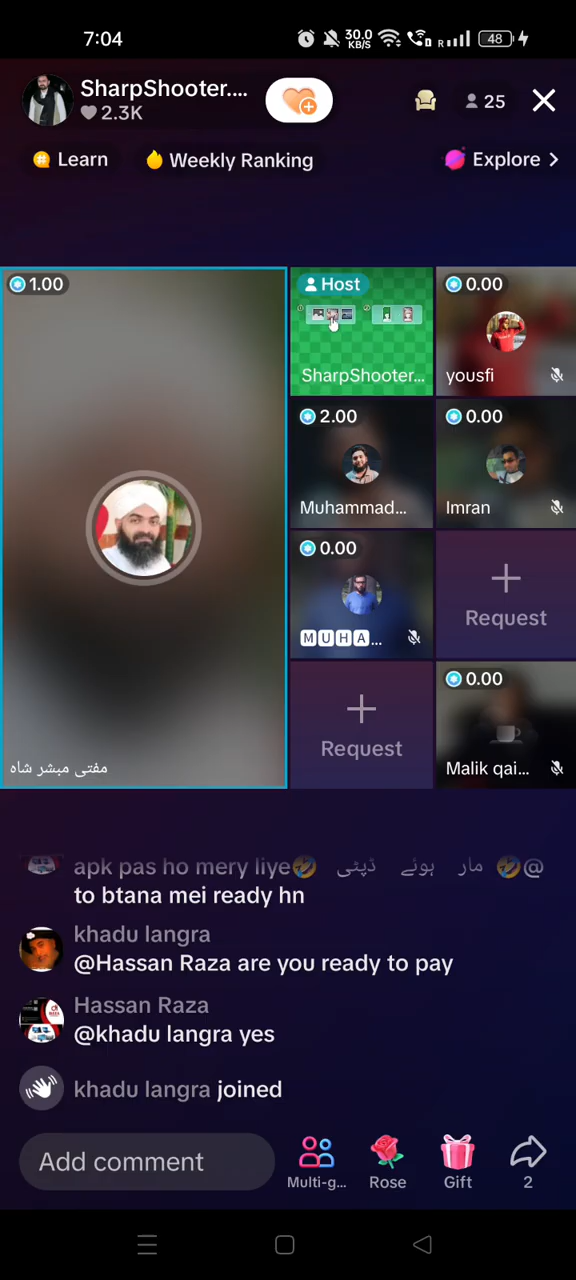 7:04
30.0
KB/S
R
48
SharpShooter....
2.3K
25
Learn
Weekly Ranking
Explore
1.00
مفتی مبشر شاہ
Host
SharpShooter...
0.00
yousfi
2.00
Muhammad...
0.00
Imran
0.00
🄼🅄🄷🄰...
Request
Request
0.00
Malik qai...
apk pas ho mery liye🤣 ڈپٹی ہوئے مار 🤣@
to btana mei ready hn
khadu langra
@Hassan Raza are you ready to pay
Hassan Raza
@khadu langra yes
khadu langra joined
Add comment
Multi-g...
Rose
Gift
2